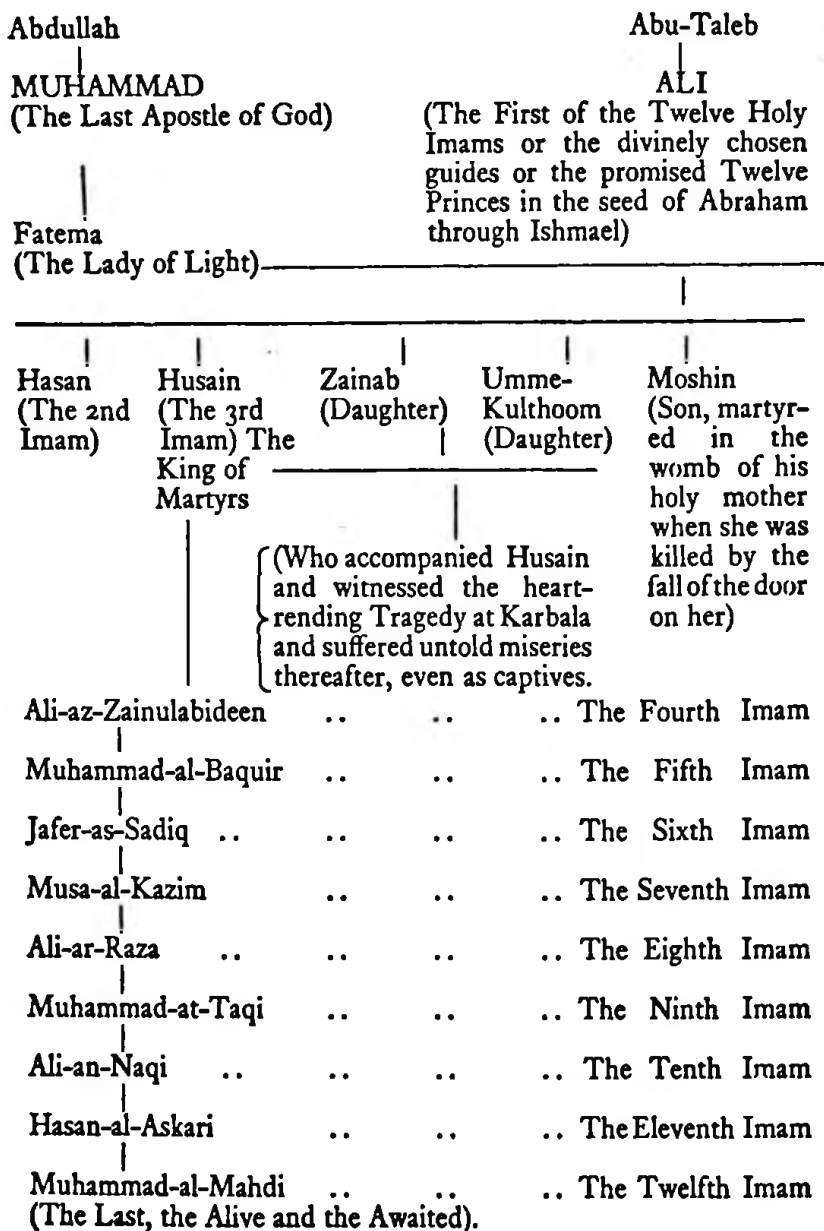 Abdullah
Abu-Taleb
MUHAMMAD
(The Last Apostle of God)
ALI
(The First of the Twelve Holy
Imams or the divinely chosen
guides or the promised Twelve
Princes in the seed of Abraham
through Ishmael)
Fatema
(The Lady of Light)
Hasan
(The 2nd
Imam)
Husain
(The 3rd
Imam) The
King of
Martyrs
Zainab
(Daughter)
Umme-
Kulthoom
(Daughter)
Moshin
(Son, martyr-
ed in the
womb of his
holy mother
when she was
killed by the
fall of the door
on her)
(Who accompanied Husain
and witnessed the heart-
rending Tragedy at Karbala
and suffered untold miseries
thereafter, even as captives.
Ali-az-Zainulabideen .. .. .. The Fourth Imam
Muhammad-al-Baquir .. .. .. The Fifth Imam
Jafer-as-Sadiq .. .. .. .. The Sixth Imam
Musa-al-Kazim .. .. .. The Seventh Imam
Ali-ar-Raza .. .. .. .. The Eighth Imam
Muhammad-at-Taqi .. .. .. The Ninth Imam
Ali-an-Naqi .. .. .. .. The Tenth Imam
Hasan-al-Askari .. .. .. The Eleventh Imam
Muhammad-al-Mahdi .. .. .. The Twelfth Imam
(The Last, the Alive and the Awaited).